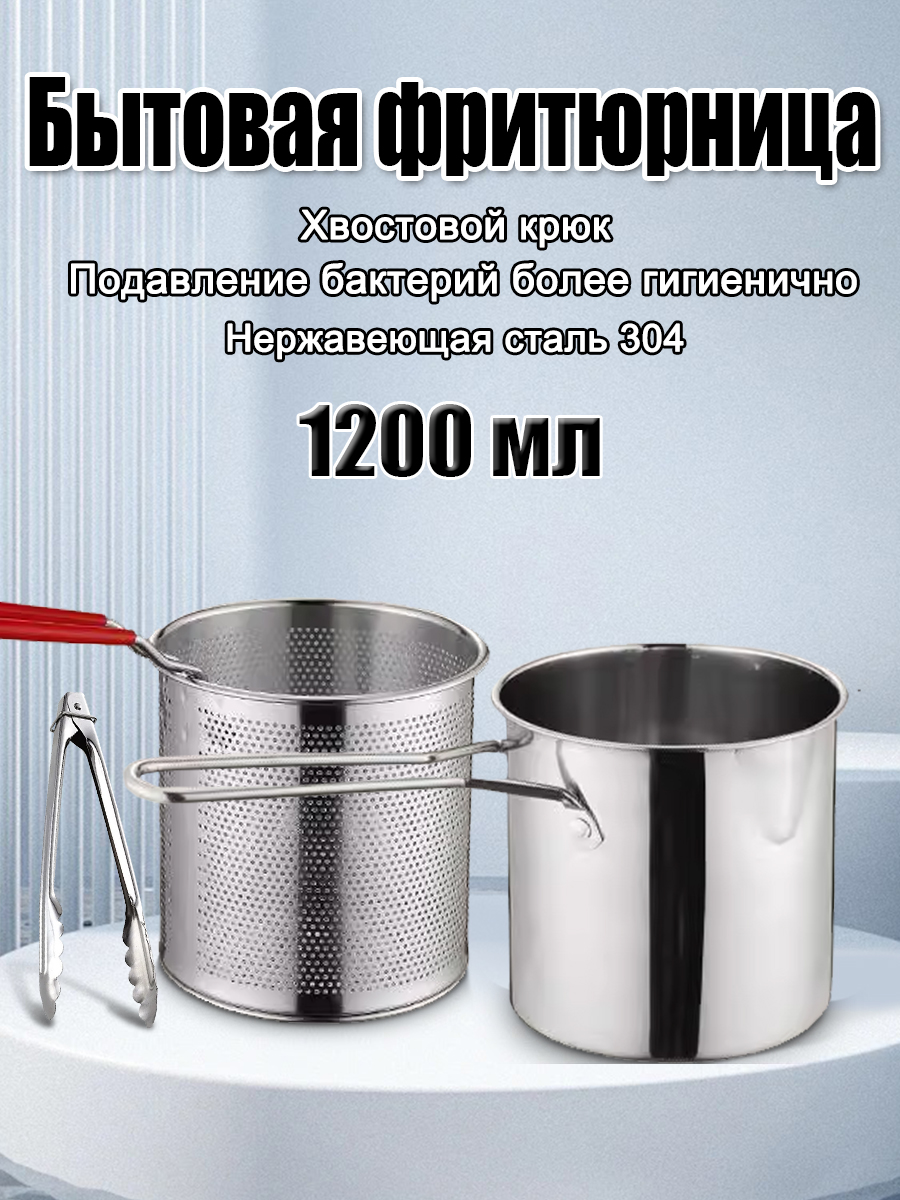 Бытовая фритюрница
Хвостовой крюк
Подавление бактерий более гигиенично
Нержавеющая сталь 304
1200 мл